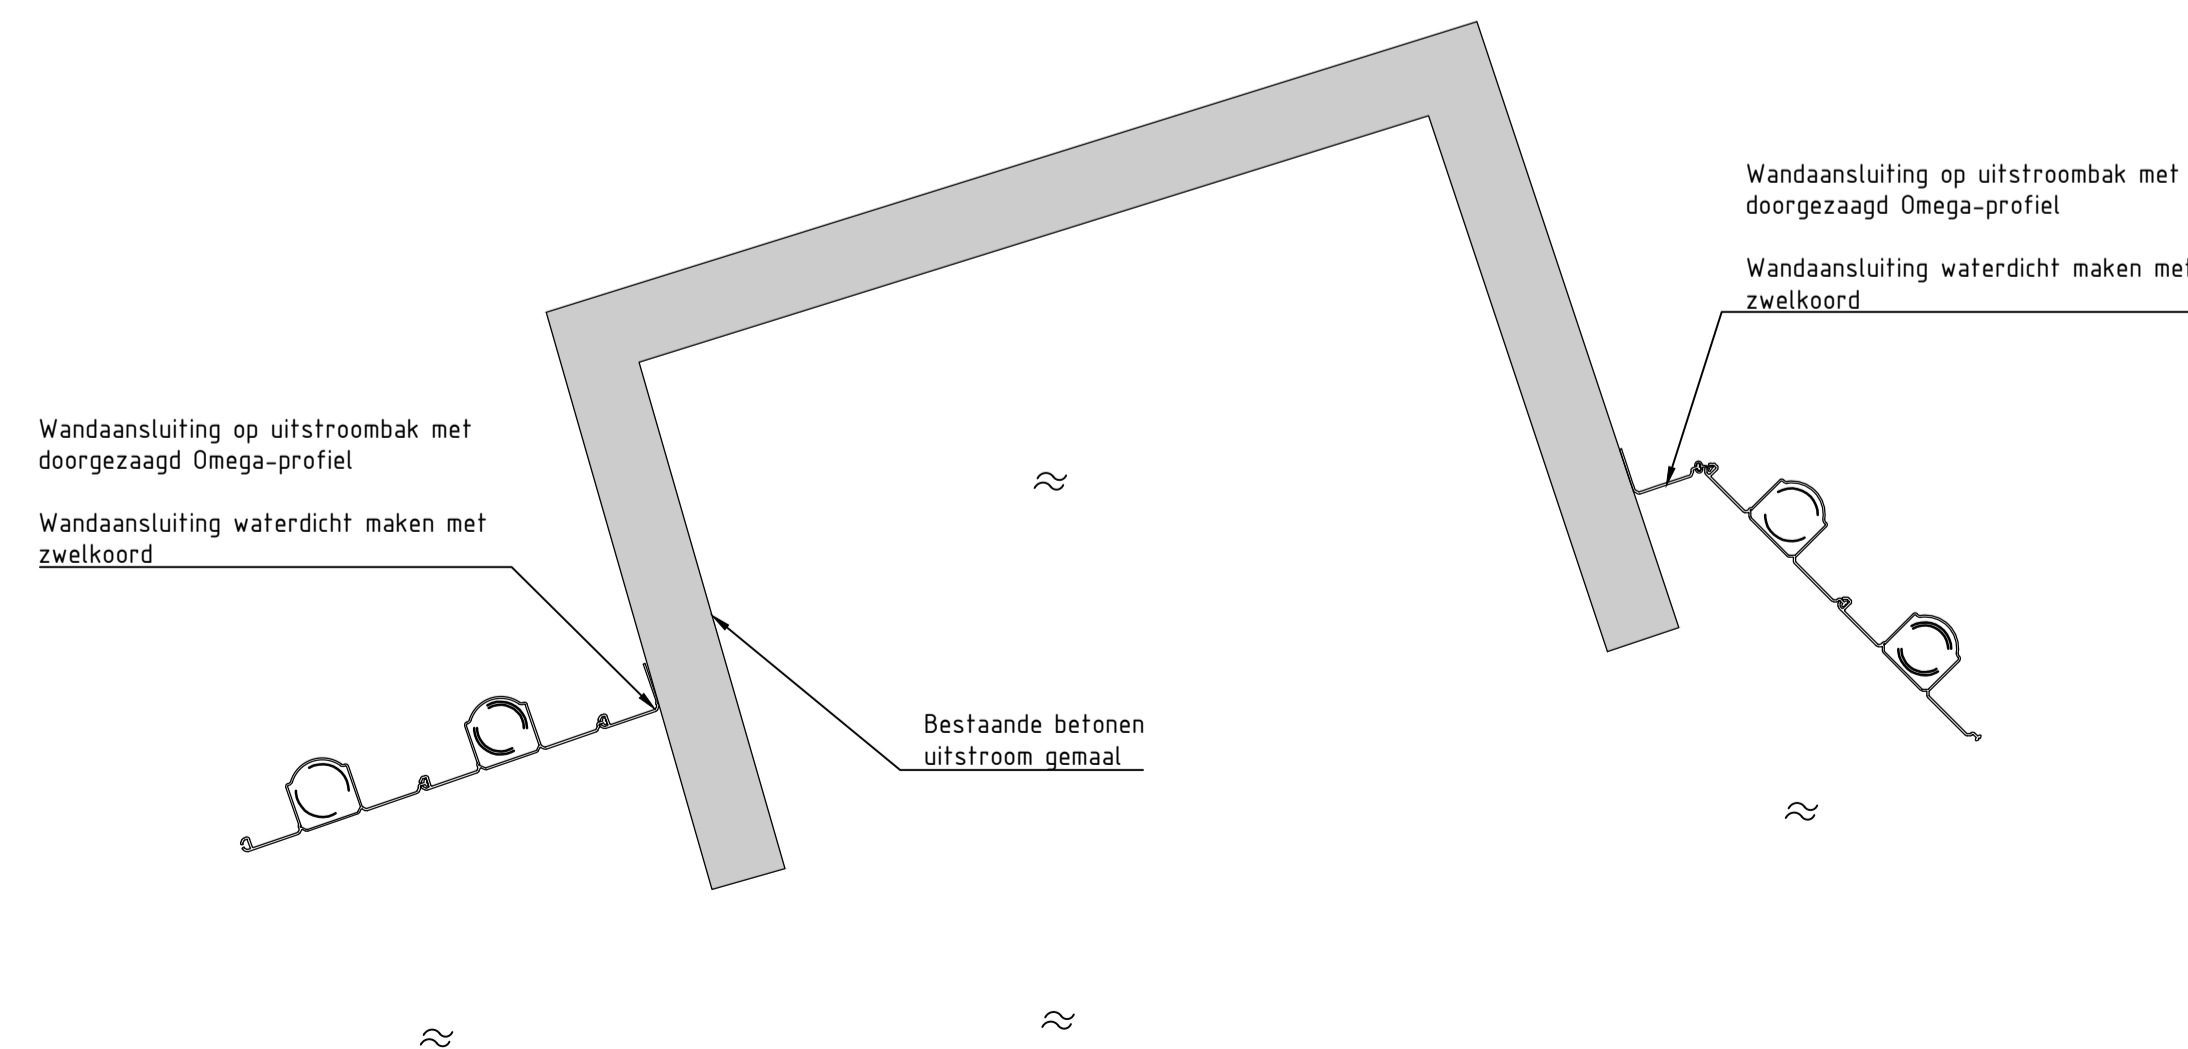 Wandaansluiting op uitstroombak met
doorgezaagd Omega-profiel
Wandaansluiting waterdicht maken met
zwelkoord
Wandaansluiting op uitstroombak met
doorgezaagd Omega-profiel
Wandaansluiting waterdicht maken met
zwelkoord
Bestaande betonen
uitstroom gemaal